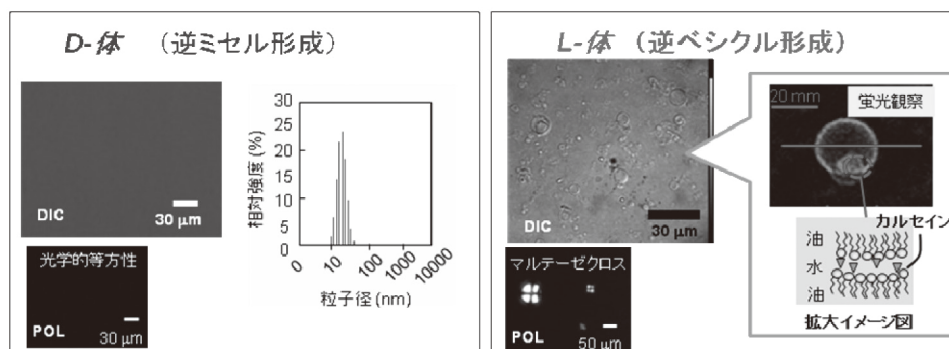 D-体 （逆ミセル形成）
DIC
30 μm
光学的等方性
POL
30 μm
相対強度(%)
30
25
20
15
10
5
0
0
10
100
1000
10000
粒子径(nm)
L-体 （逆ベシクル形成）
DIC
30 μm
マルテーゼクロス
POL
50 μm
20 mm
蛍光観察
カルセイン
油
水
油
拡大イメージ図